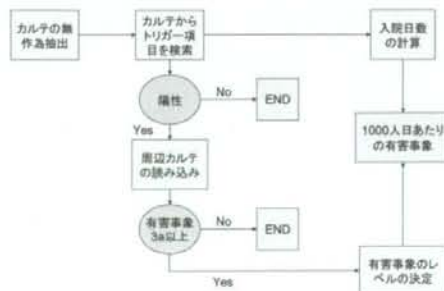 カルテの無
作為抽出
カルテから
トリガー項
目を検索
入院日数
の計算
陽性
No
END
1000人日あたり
の有害事象
Yes
周辺カルテ
の読み込み
有害事象
3a以上
No
END
有害事象のレ
ベルの決定
Yes